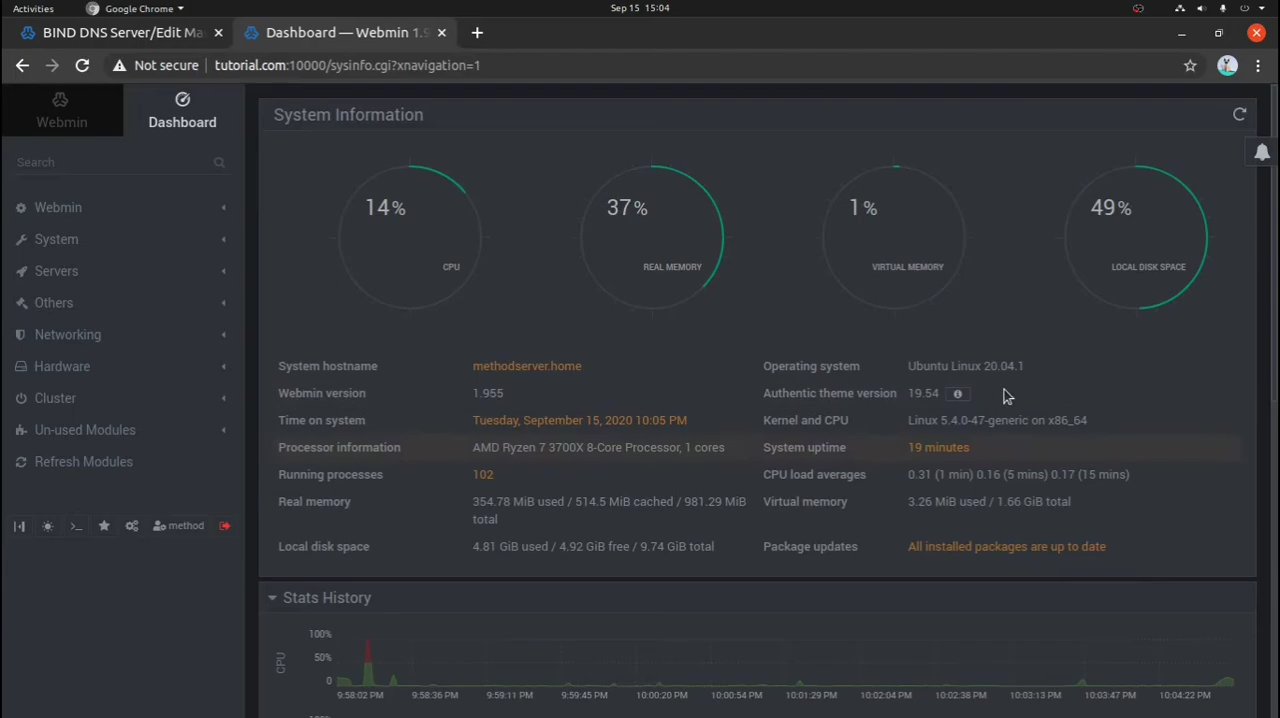 Activities
Google Chrome
Sep 15 15:04
BIND DNS Server/Edit Ma
Dashboard — Webmin 1.9
Not secure
tutorial.com:10000/sysinfo.cgi?xnavigation=1
Webmin
Dashboard
Search
Webmin
System
Servers
Others
Networking
Hardware
Cluster
Un-used Modules
Refresh Modules
method
System Information
14%
CPU
37%
REAL MEMORY
1%
VIRTUAL MEMORY
49%
LOCAL DISK SPACE
System hostname methodserver.home Operating system Ubuntu Linux 20.04.1
Webmin version 1.955 Authentic theme version 19.54
Time on system Tuesday, September 15, 2020 10:05 PM Kernel and CPU Linux 5.4.0-47-generic on x86_64
Processor information AMD Ryzen 7 3700X 8-Core Processor, 1 cores System uptime 19 minutes
Running processes 102 CPU load averages 0.31 (1 min) 0.16 (5 mins) 0.17 (15 mins)
Real memory 354.78 MiB used / 514.5 MiB cached / 981.29 MiB Virtual memory 3.26 MiB used / 1.66 GiB total
total
Local disk space 4.81 GiB used / 4.92 GiB free / 9.74 GiB total Package updates All installed packages are up to date
Stats History
CPU
100%
50%
0
9:58:02 PM 9:58:36 PM 9:59:11 PM 9:59:45 PM 10:00:20 PM 10:00:54 PM 10:01:29 PM 10:02:04 PM 10:02:38 PM 10:03:13 PM 10:03:47 PM 10:04:22 PM